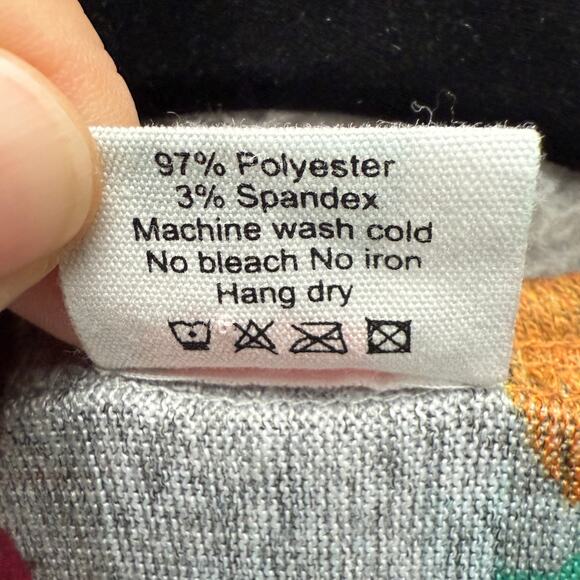 97% Polyester
3% Spandex
Machine wash cold
No bleach No iron
Hang dry